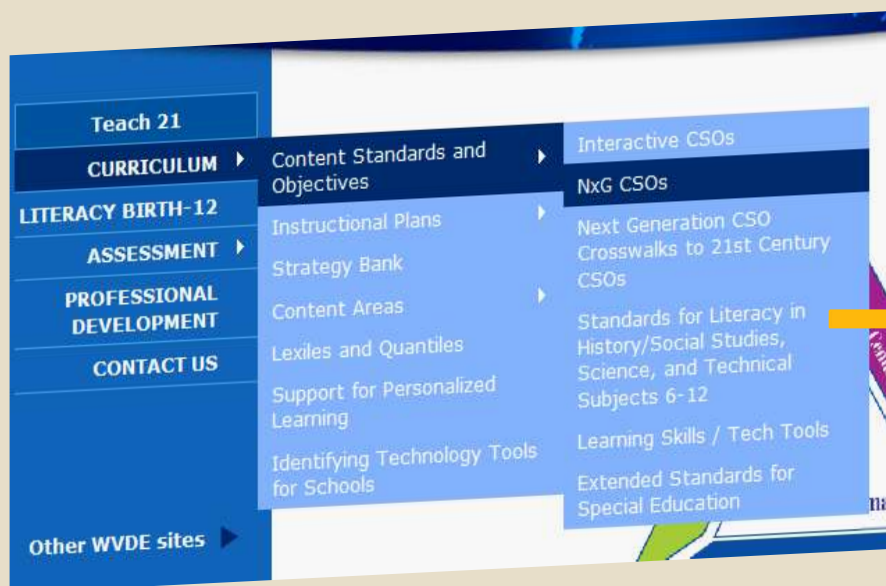 Teach 21
CURRICULUM
LITERACY BIRTH-12
ASSESSMENT
PROFESSIONAL
DEVELOPMENT
CONTACT US
Other WVDE sites
Content Standards and
Objectives
Instructional Plans
Strategy Bank
Content Areas
Lexiles and Quantiles
Support for Personalized
Learning
Identifying Technology Tools
for Schools
Interactive CSOs
NxG CSOs
Next Generation CSO
Crosswalks to 21st Century
CSOs
Standards for Literacy in
History/Social Studies,
Science, and Technical
Subjects 6-12
Learning Skills / Tech Tools
Extended Standards for
Special Education